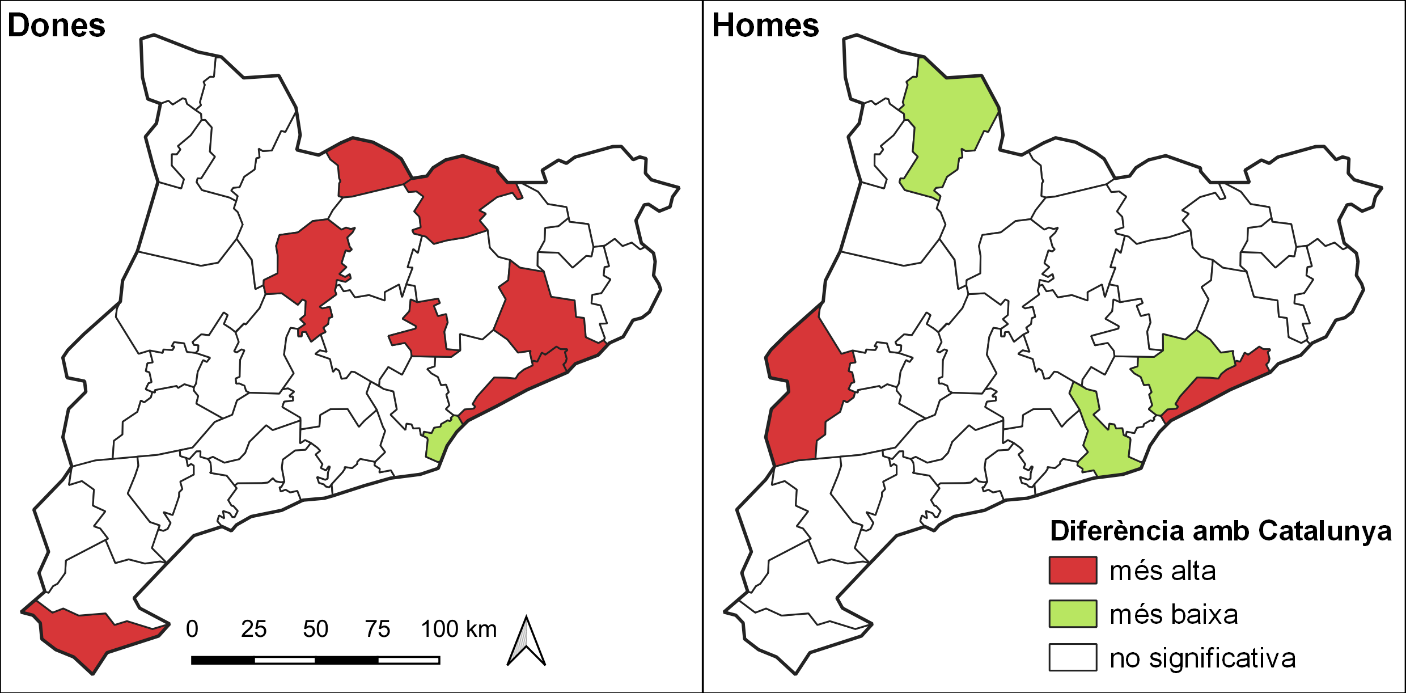 Dones
Homes
Diferència amb Catalunya
més alta
més baixa
no significativa
0 25 50 75 100 km